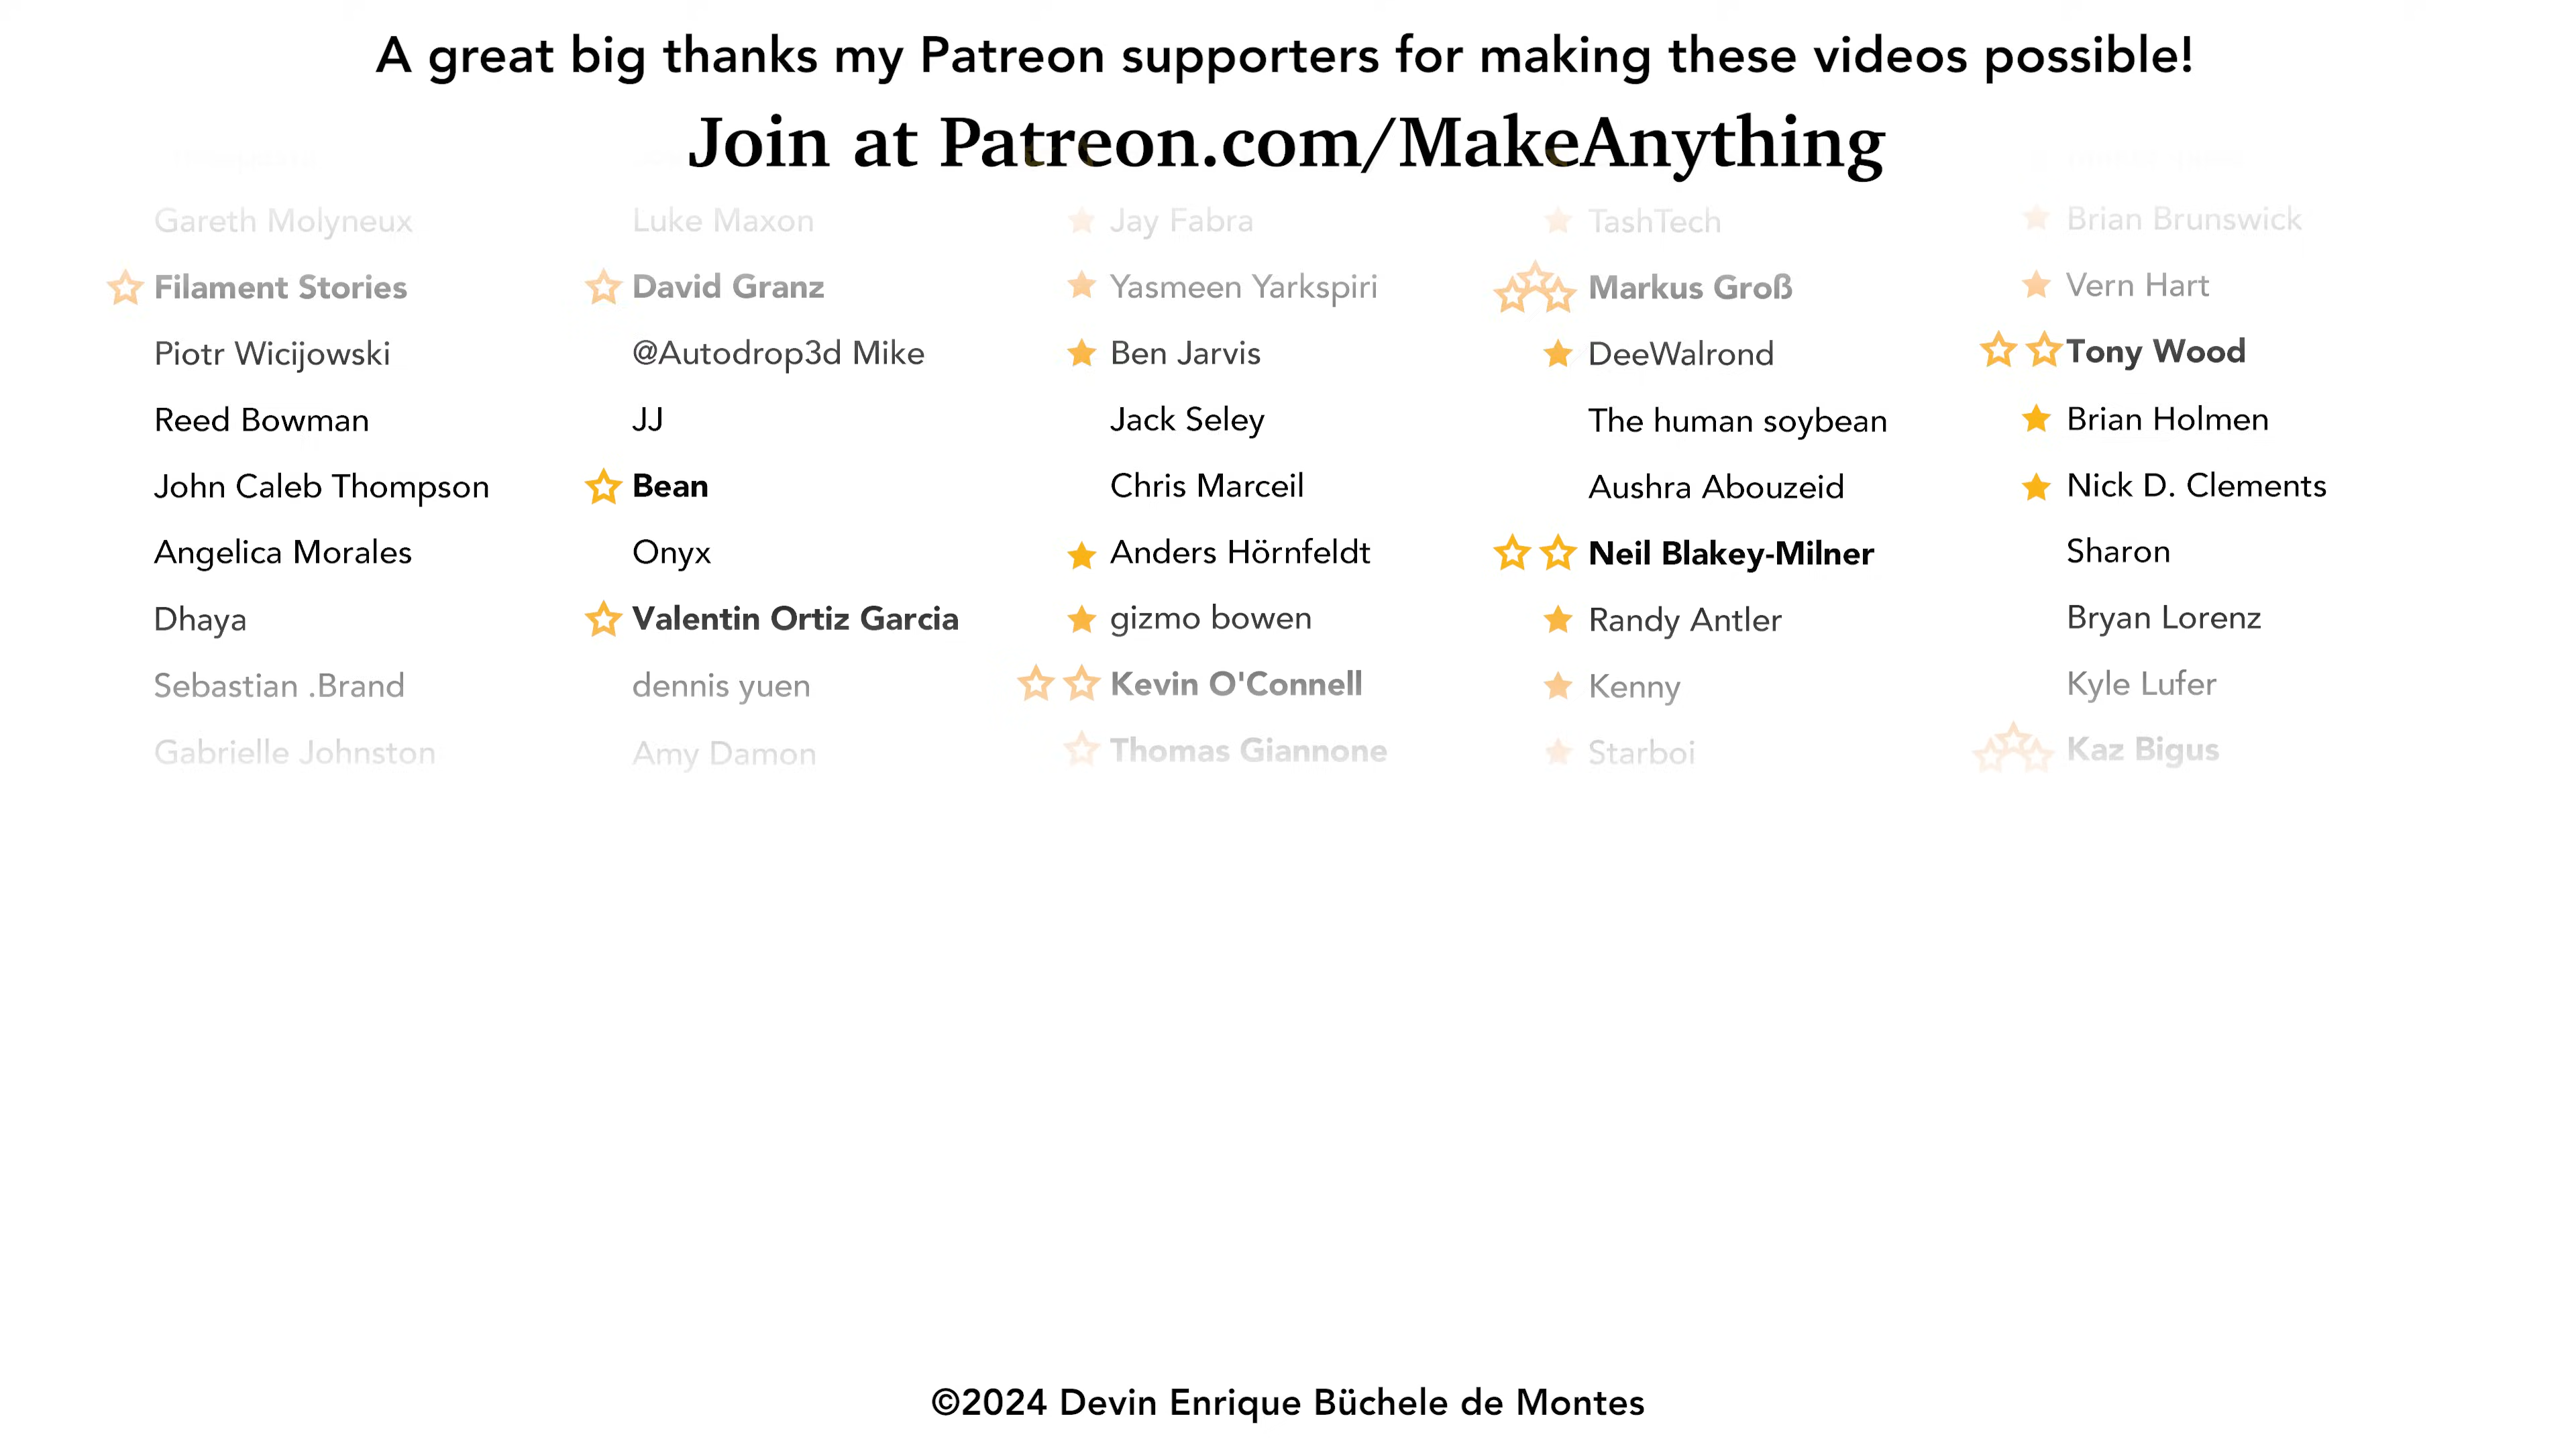 A great big thanks my Patreon supporters for making these videos possible!
Join at Patreon.com/MakeAnything
Gareth Molyneux
Filament Stories
Piotr Wicijowski
Reed Bowman
John Caleb Thompson
Angelica Morales
Dhaya
Sebastian .Brand
Gabrielle Johnston
Luke Maxon
David Granz
@Autodrop3d Mike
JJ
Bean
Onyx
Valentin Ortiz Garcia
dennis yuen
Amy Damon
Jay Fabra
Yasmeen Yarkspiri
Ben Jarvis
Jack Seley
Chris Marceil
Anders Hörnfeldt
gizmo bowen
Kevin O'Connell
Thomas Giannone
TashTech
Markus Groß
DeeWalrond
The human soybean
Aushra Abouzeid
Neil Blakey-Milner
Randy Antler
Kenny
Starboi
Brian Brunswick
Vern Hart
Tony Wood
Brian Holmen
Nick D. Clements
Sharon
Bryan Lorenz
Kyle Lufer
Kaz Bigus
©2024 Devin Enrique Büchele de Montes